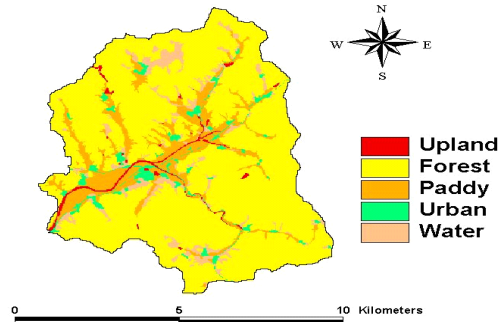 N
W E
S
Upland
Forest
Paddy
Urban
Water
0 5 10 Kilometers